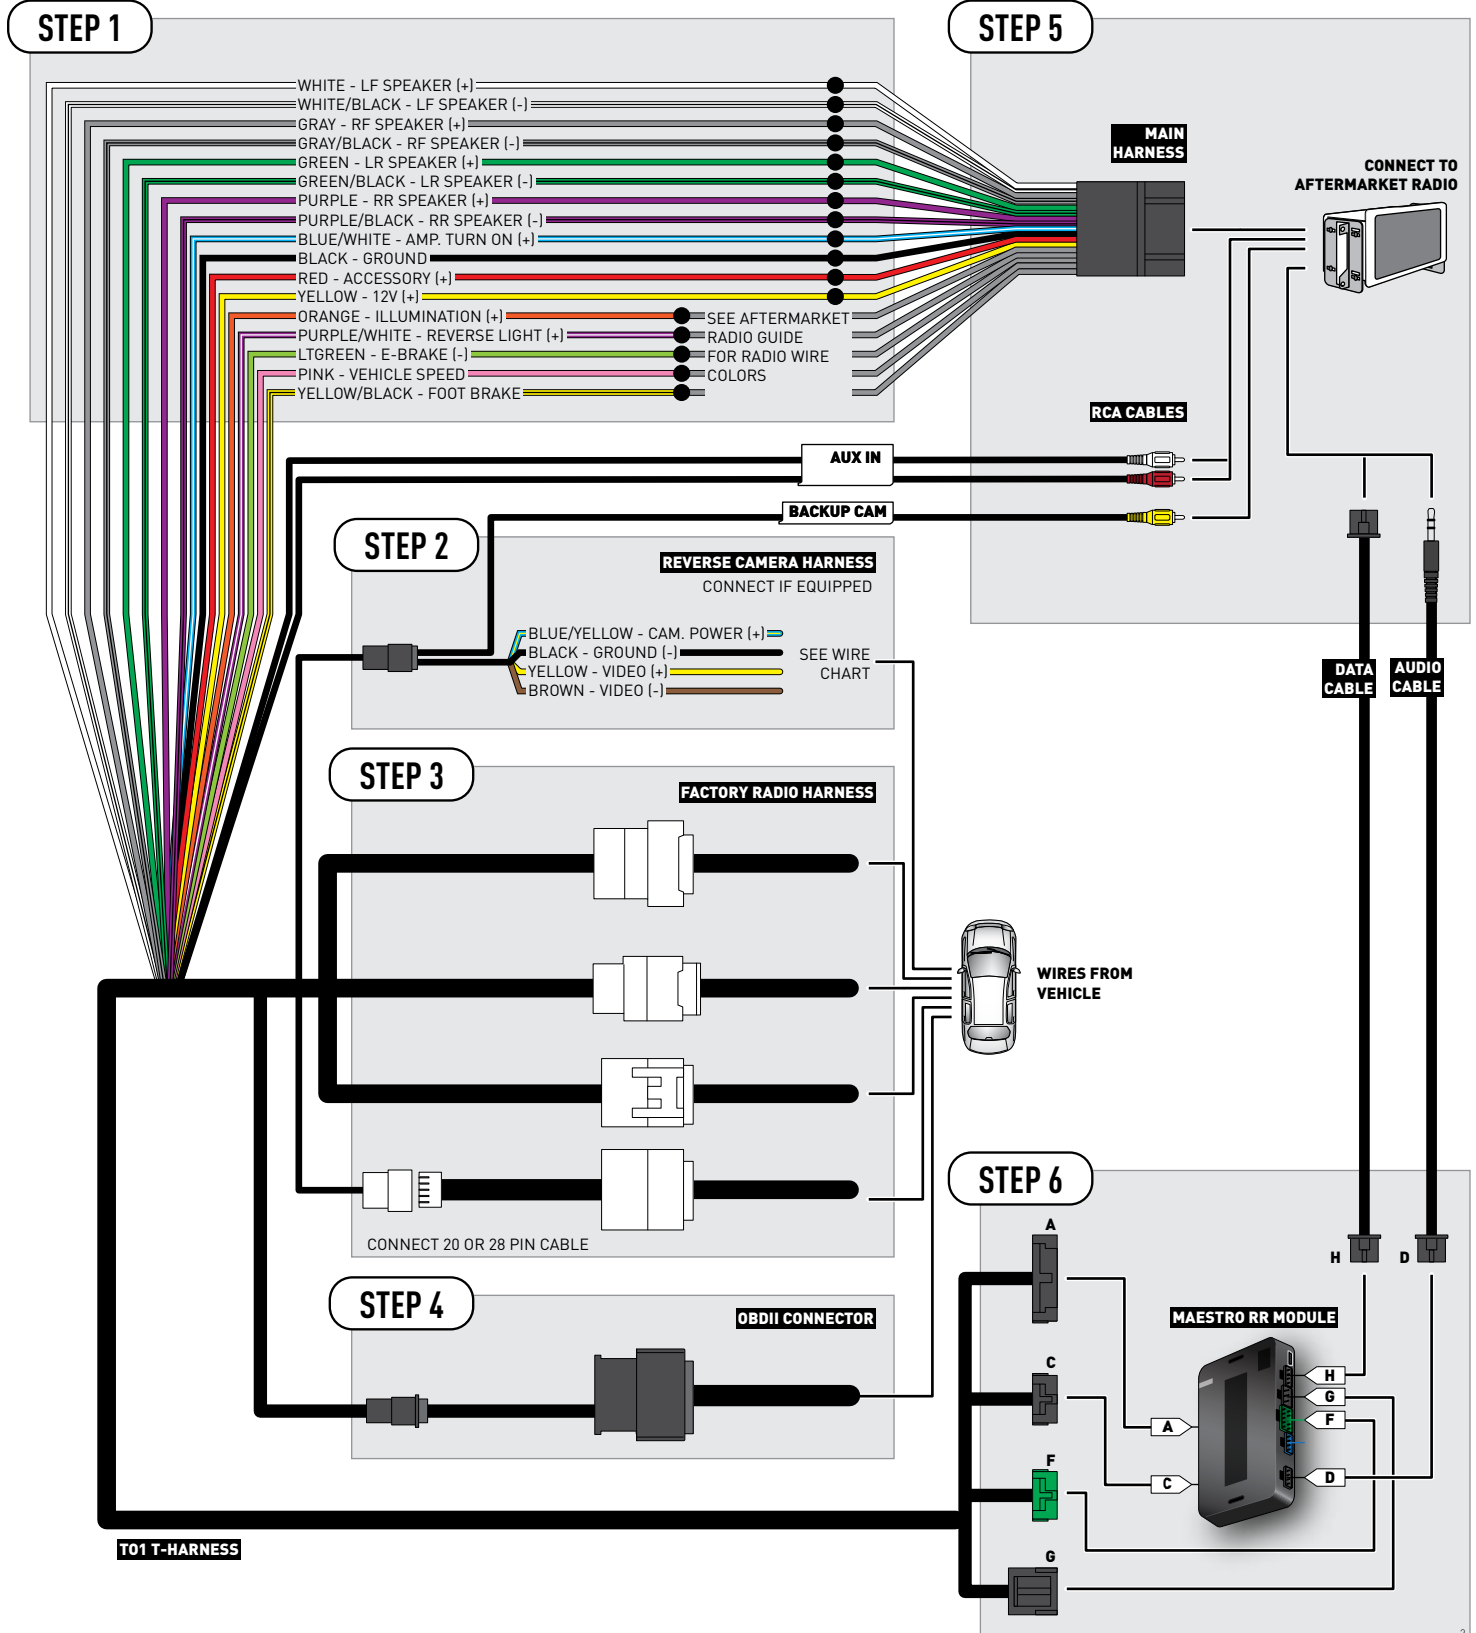 STEP 1
WHITE - LF SPEAKER (+)
WHITE/BLACK - LF SPEAKER (-)
GRAY - RF SPEAKER (+)
GRAY/BLACK - RF SPEAKER (-)
GREEN - LR SPEAKER (+)
GREEN/BLACK - LR SPEAKER (-)
PURPLE - RR SPEAKER (+)
PURPLE/BLACK - RR SPEAKER (-)
BLUE/WHITE - AMP. TURN ON (+)
BLACK - GROUND
RED - ACCESSORY (+)
YELLOW - 12V (+)
ORANGE - ILLUMINATION (+)
PURPLE/WHITE - REVERSE LIGHT (+)
LTGREEN - E-BRAKE (-)
PINK - VEHICLE SPEED
YELLOW/BLACK - FOOT BRAKE
SEE AFTERMARKET
RADIO GUIDE
FOR RADIO WIRE
COLORS
STEP 5
MAIN
HARNESS
CONNECT TO
AFTERMARKET RADIO
RCA CABLES
AUX IN
BACKUP CAM
DATA
CABLE
AUDIO
CABLE
STEP 2
REVERSE CAMERA HARNESS
CONNECT IF EQUIPPED
BLUE/YELLOW - CAM. POWER (+)
BLACK - GROUND (-)
YELLOW - VIDEO (+)
BROWN - VIDEO (-)
SEE WIRE
CHART
STEP 3
FACTORY RADIO HARNESS
CONNECT 20 OR 28 PIN CABLE
WIRES FROM
VEHICLE
STEP 4
OBDII CONNECTOR
T01 T-HARNESS
STEP 6
A
C
F
G
H
D
MAESTRO RR MODULE
H
G
F
D
A
C